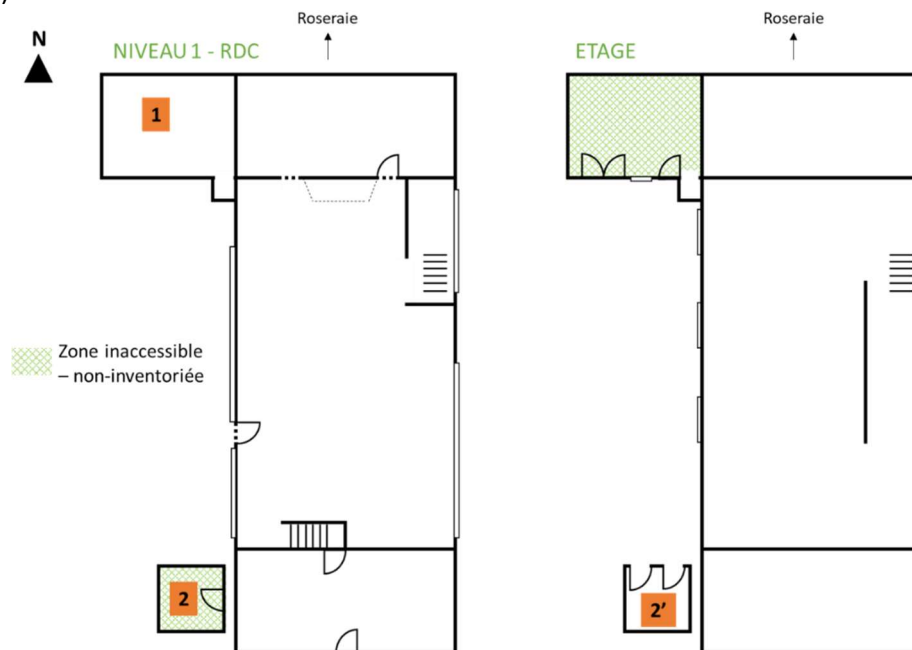 )
Roseraie
Roseraie
N
NIVEAU 1 - RDC
ETAGE
1
Zone inaccessible
– non-inventoriée
2
2’